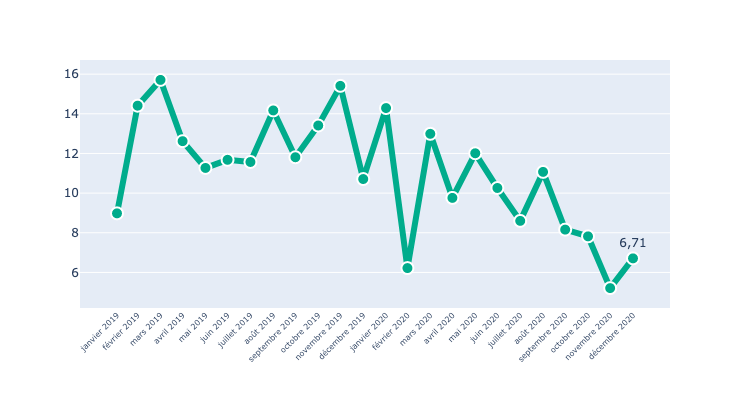 16
14
12
10
8
6
6,71
janvier 2019
février 2019
mars 2019
avril 2019
mai 2019
juin 2019
juillet 2019
août 2019
septembre 2019
octobre 2019
novembre 2019
décembre 2019
janvier 2020
février 2020
mars 2020
avril 2020
mai 2020
juin 2020
juillet 2020
août 2020
septembre 2020
octobre 2020
novembre 2020
décembre 2020